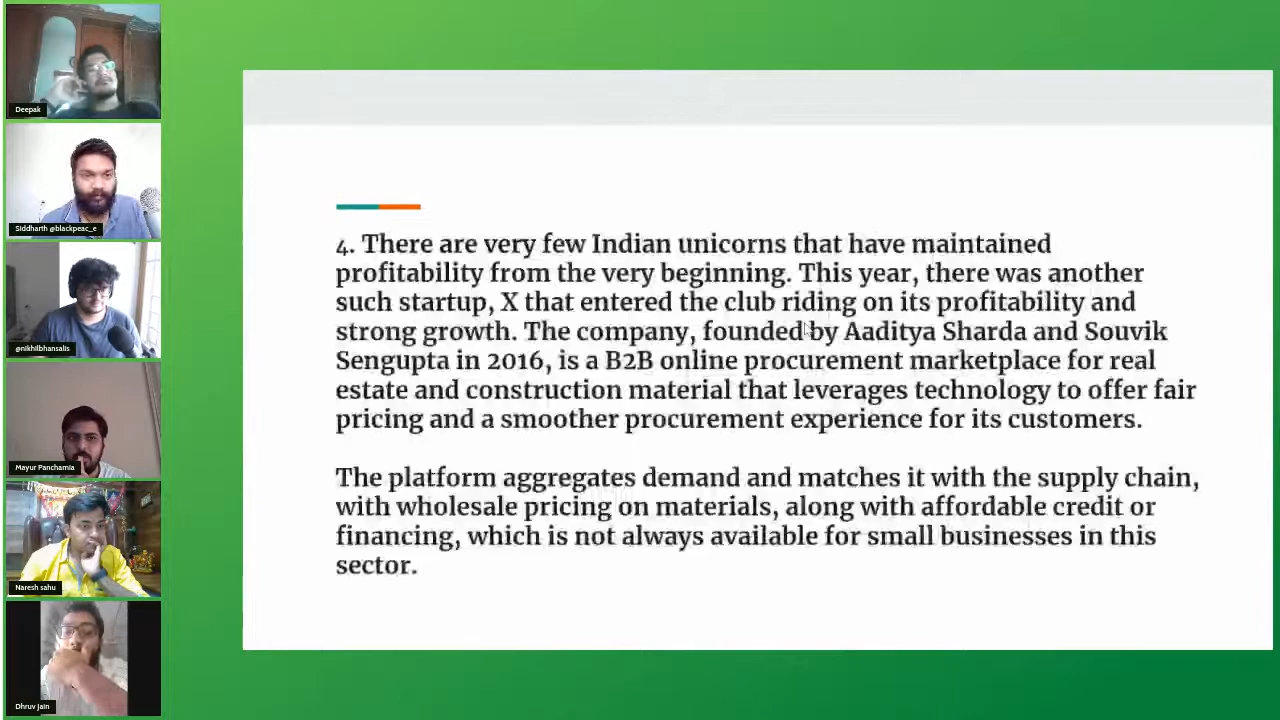 Deepak
Siddharth @blackpeac_e
@nikhilbhansalis
Mayur Panchamia
Naresh sahu
Dhruv Jain
4. There are very few Indian unicorns that have maintained
profitability from the very beginning. This year, there was another
such startup, X that entered the club riding on its profitability and
strong growth. The company, founded by Aaditya Sharda and Souvik
Sengupta in 2016, is a B2B online procurement marketplace for real
estate and construction material that leverages technology to offer fair
pricing and a smoother procurement experience for its customers.
The platform aggregates demand and matches it with the supply chain,
with wholesale pricing on materials, along with affordable credit or
financing, which is not always available for small businesses in this
sector.